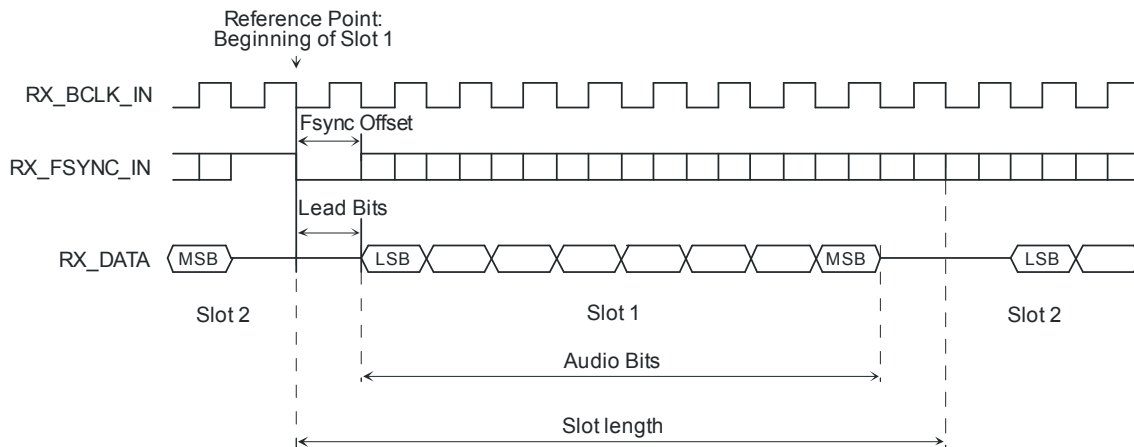 Reference Point:
Beginning of Slot 1
RX_BCLK_IN
Fsync Offset
RX_FSYNC_IN
Lead Bits
RX_DATA
MSB
LSB
MSB
LSB
Slot 2
Slot 1
Slot 2
Audio Bits
Slot length